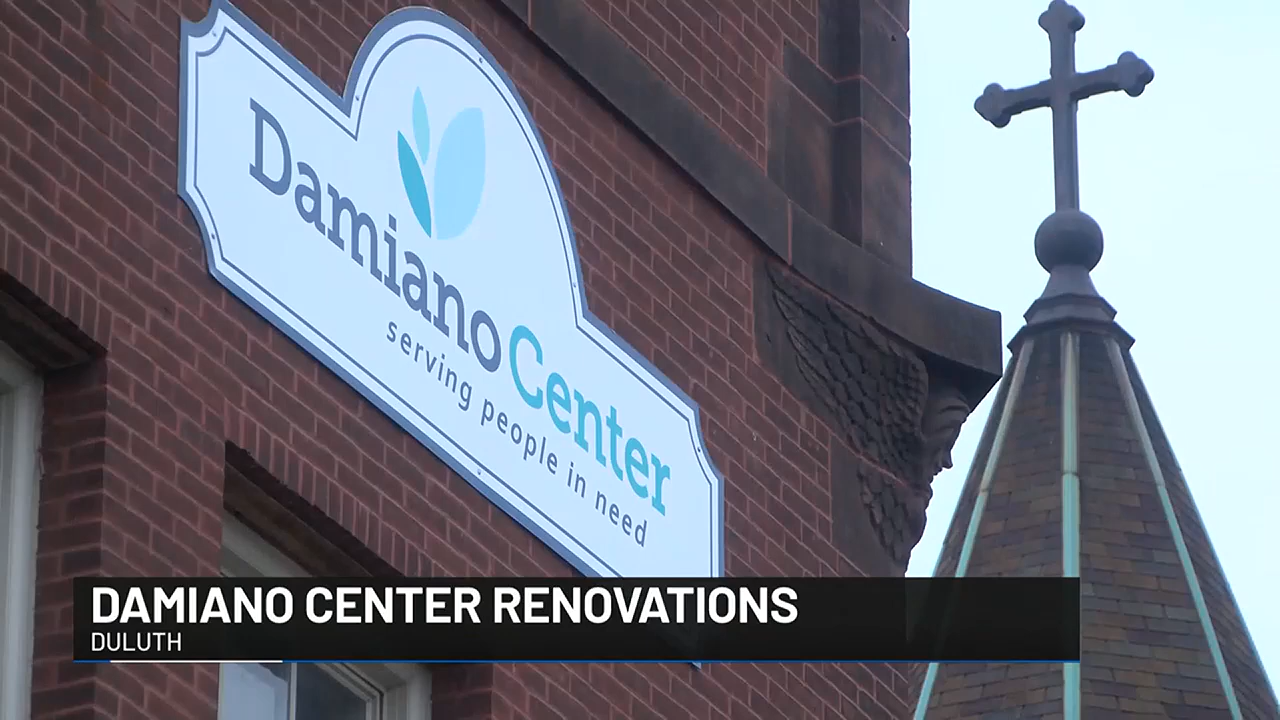 Damiano Center
serving people in need
DAMIANO CENTER RENOVATIONS
DULUTH